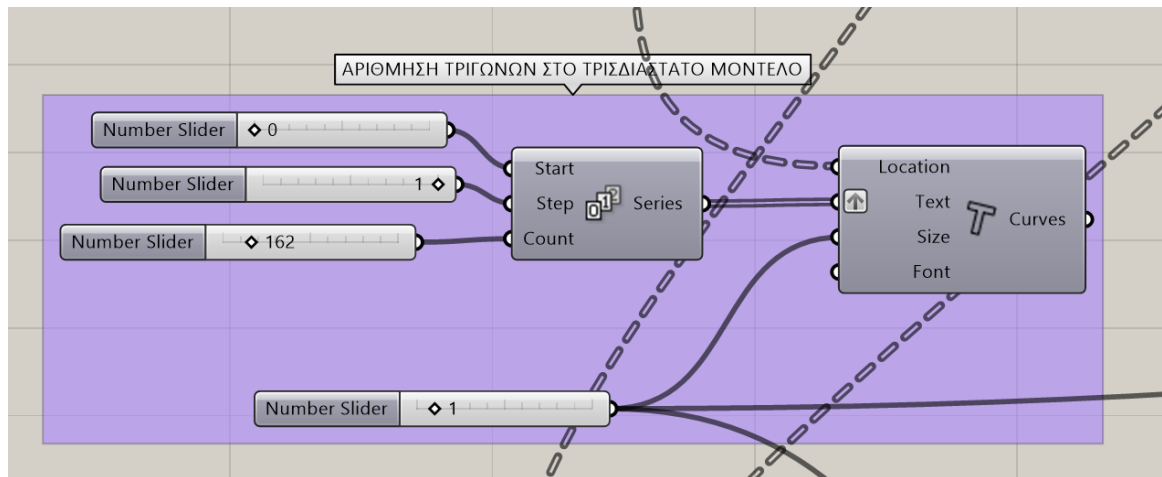 ΑΡΙΘΜΗΣΗ ΤΡΙΓΩΝΩΝ ΣΤΟ ΤΡΙΣΔΙΑΣΤΑΤΟ ΜΟΝΤΕΛΟ
Number Slider 0
Number Slider 1
Number Slider 162
Start
Step Series
Count
Location
Text
Size Curves
Font
Number Slider 1